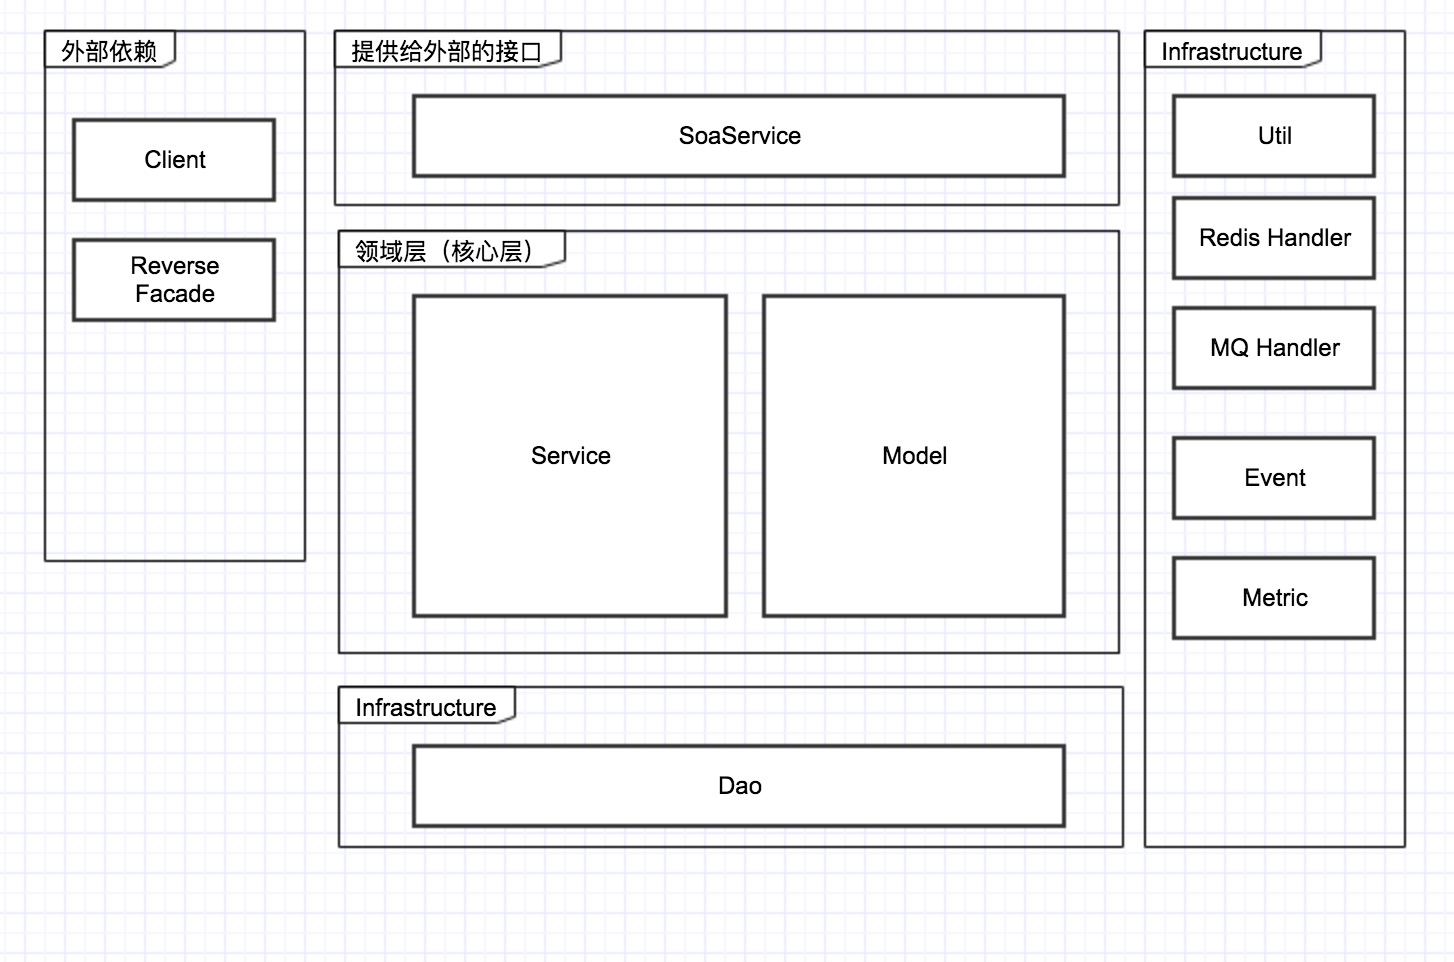 外部依赖
Client
Reverse
Facade
提供给外部的接口
SoaService
领域层（核心层）
Service
Model
Infrastructure
Dao
Infrastructure
Util
Redis Handler
MQ Handler
Event
Metric